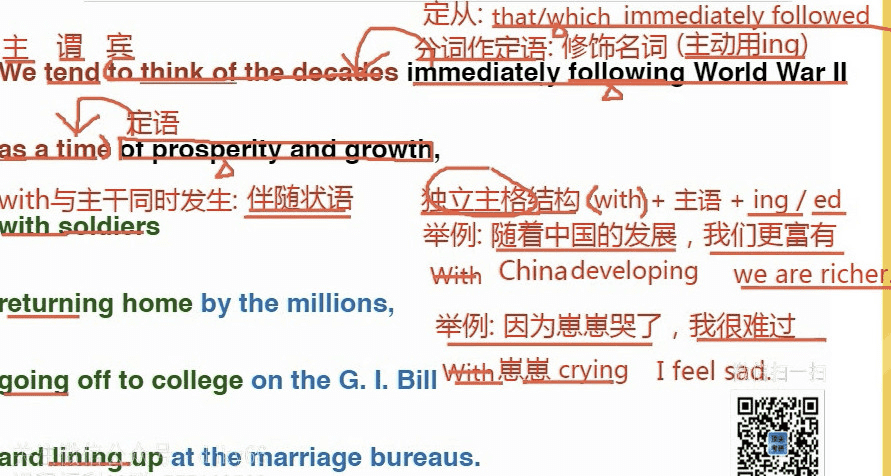 定从: that/which immediately followed
主 谓 宾 分词作定语: 修饰名词 (主动用ing)
We tend to think of the decades immediately following World War II
定语
as a time of prosperity and growth,
with与主干同时发生: 伴随状语 独立主格结构 (with) + 主语 + ing / ed
with soldiers 举例: 随着中国的发展，我们更富有
With China developing we are richer.
returning home by the millions,
举例: 因为崽崽哭了，我很难过
With 崽崽 crying I feel sad.
扫一扫
going off to college on the G. I. Bill
and lining up at the marriage bureaus.